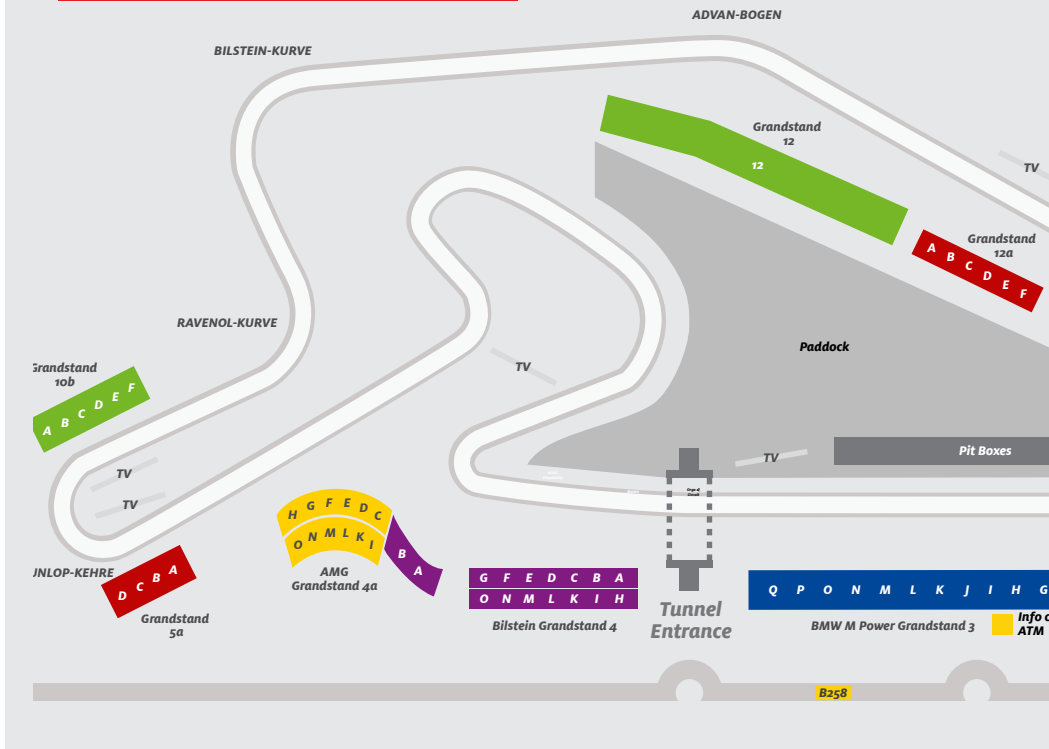 ADVAN-BOGEN
BILSTEIN-KURVE
Grandstand
12
12
TV
Grandstand
12a
A B C D E F
RAVENOL-KURVE
Paddock
TV
Grandstand
10b
A B C D E F
TV
TV
TV
Pit Boxes
H G F E D C
O N M L K I
B A
AMG
Grandstand 4a
UNLOP-KEHRE
D C B A
Grandstand
5a
G F E D C B A
O N M L K I H
Bilstein Grandstand 4
Tunnel
Entrance
Q P O N M L K J I H G
BMW M Power Grandstand 3
Info
ATM
B258